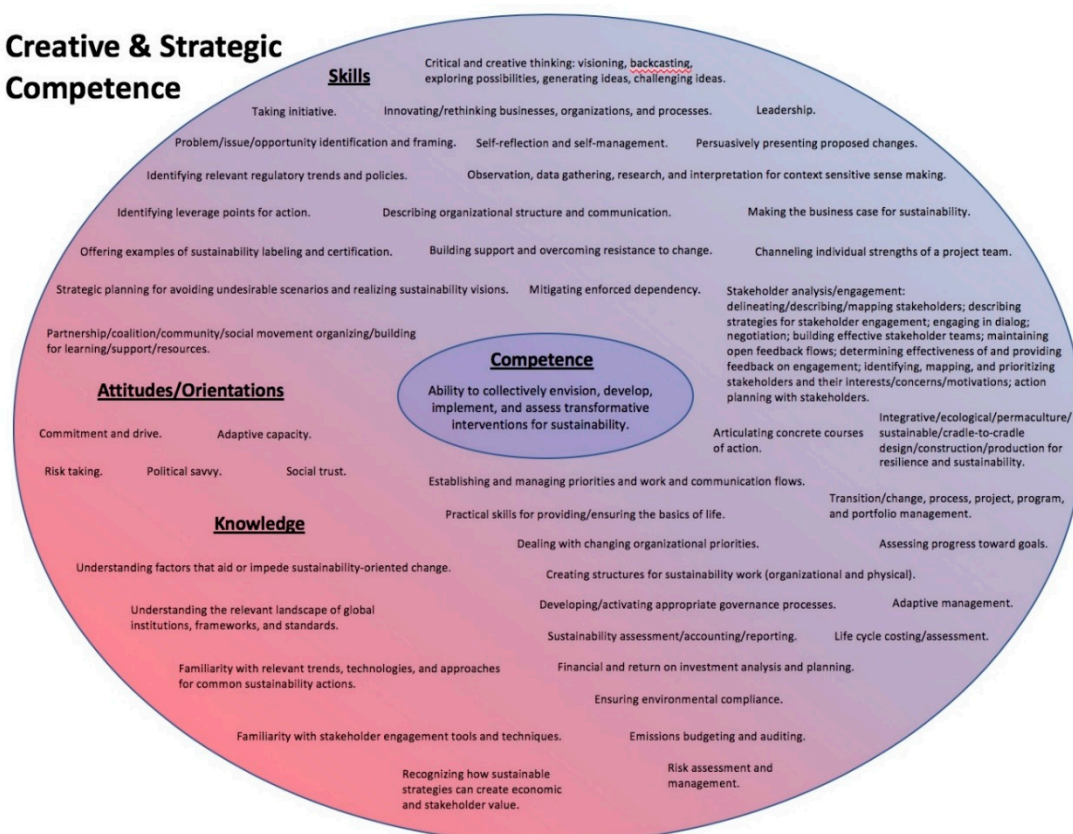 Creative & Strategic
Competence
Skills
Critical and creative thinking: visioning, backcasting,
exploring possibilities, generating ideas, challenging ideas.
Taking initiative.
Innovating/rethinking businesses, organizations, and processes.
Leadership.
Problem/issue/opportunity identification and framing.
Self-reflection and self-management.
Persuasively presenting proposed changes.
Identifying relevant regulatory trends and policies.
Observation, data gathering, research, and interpretation for context sensitive sense making.
Identifying leverage points for action.
Describing organizational structure and communication.
Making the business case for sustainability.
Offering examples of sustainability labeling and certification.
Building support and overcoming resistance to change.
Channeling individual strengths of a project team.
Strategic planning for avoiding undesirable scenarios and realizing sustainability visions.
Mitigating enforced dependency.
Stakeholder analysis/engagement:
delineating/describing/mapping stakeholders; describing
strategies for stakeholder engagement; engaging in dialog;
negotiation; building effective stakeholder teams; maintaining
open feedback flows; determining effectiveness of and providing
feedback on engagement; identifying, mapping, and prioritizing
stakeholders and their interests/concerns/motivations; action
planning with stakeholders.
Partnership/coalition/community/social movement organizing/building
for learning/support/resources.
Competence
Ability to collectively envision, develop,
implement, and assess transformative
interventions for sustainability.
Attitudes/Orientations
Commitment and drive.
Adaptive capacity.
Risk taking.
Political savvy.
Social trust.
Articulating concrete courses
of action.
Integrative/ecological/permaculture/
sustainable/cradle-to-cradle
design/construction/production for
resilience and sustainability.
Establishing and managing priorities and work and communication flows.
Practical skills for providing/ensuring the basics of life.
Transition/change, process, project, program,
and portfolio management.
Dealing with changing organizational priorities.
Assessing progress toward goals.
Knowledge
Understanding factors that aid or impede sustainability-oriented change.
Creating structures for sustainability work (organizational and physical).
Understanding the relevant landscape of global
institutions, frameworks, and standards.
Developing/activating appropriate governance processes.
Adaptive management.
Sustainability assessment/accounting/reporting.
Life cycle costing/assessment.
Familiarity with relevant trends, technologies, and approaches
for common sustainability actions.
Financial and return on investment analysis and planning.
Ensuring environmental compliance.
Familiarity with stakeholder engagement tools and techniques.
Emissions budgeting and auditing.
Recognizing how sustainable
strategies can create economic
and stakeholder value.
Risk assessment and
management.